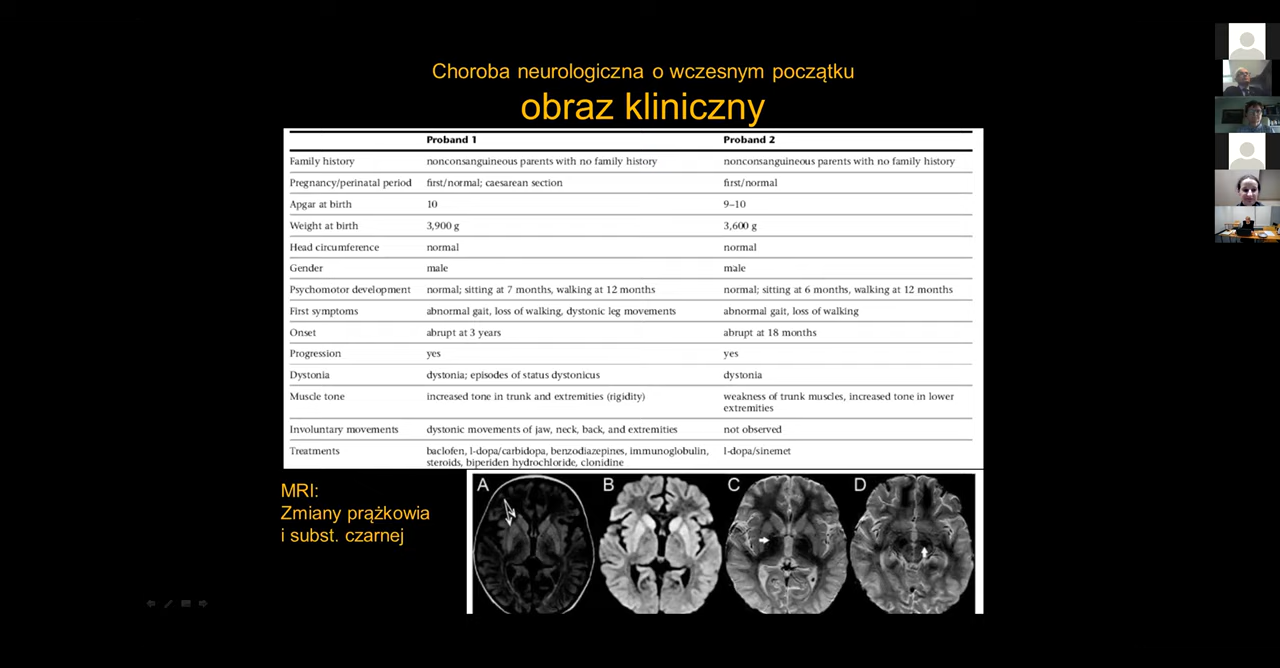 Choroba neurologiczna o wczesnym początku
obraz kliniczny
Proband 1 Proband 2
Family history nonconsanguineous parents with no family history nonconsanguineous parents with no family history
Pregnancy/perinatal period first/normal; caesarean section first/normal
Apgar at birth 10 9–10
Weight at birth 3,900 g 3,600 g
Head circumference normal normal
Gender male male
Psychomotor development normal; sitting at 7 months, walking at 12 months normal; sitting at 6 months, walking at 12 months
First symptoms abnormal gait, loss of walking, dystonic leg movements abnormal gait, loss of walking
Onset abrupt at 3 years abrupt at 18 months
Progression yes yes
Dystonia dystonia; episodes of status dystonicus dystonia
Muscle tone increased tone in trunk and extremities (rigidity) weakness of trunk muscles, increased tone in lower
extremities
Involuntary movements dystonic movements of jaw, neck, back, and extremities not observed
Treatments baclofen, l-dopa/carbidopa, benzodiazepines, immunoglobulin, l-dopa/sinemet
steroids, biperiden hydrochloride, clonidine
MRI:
Zmiany prążkowia
i subst. czarnej
A B C D